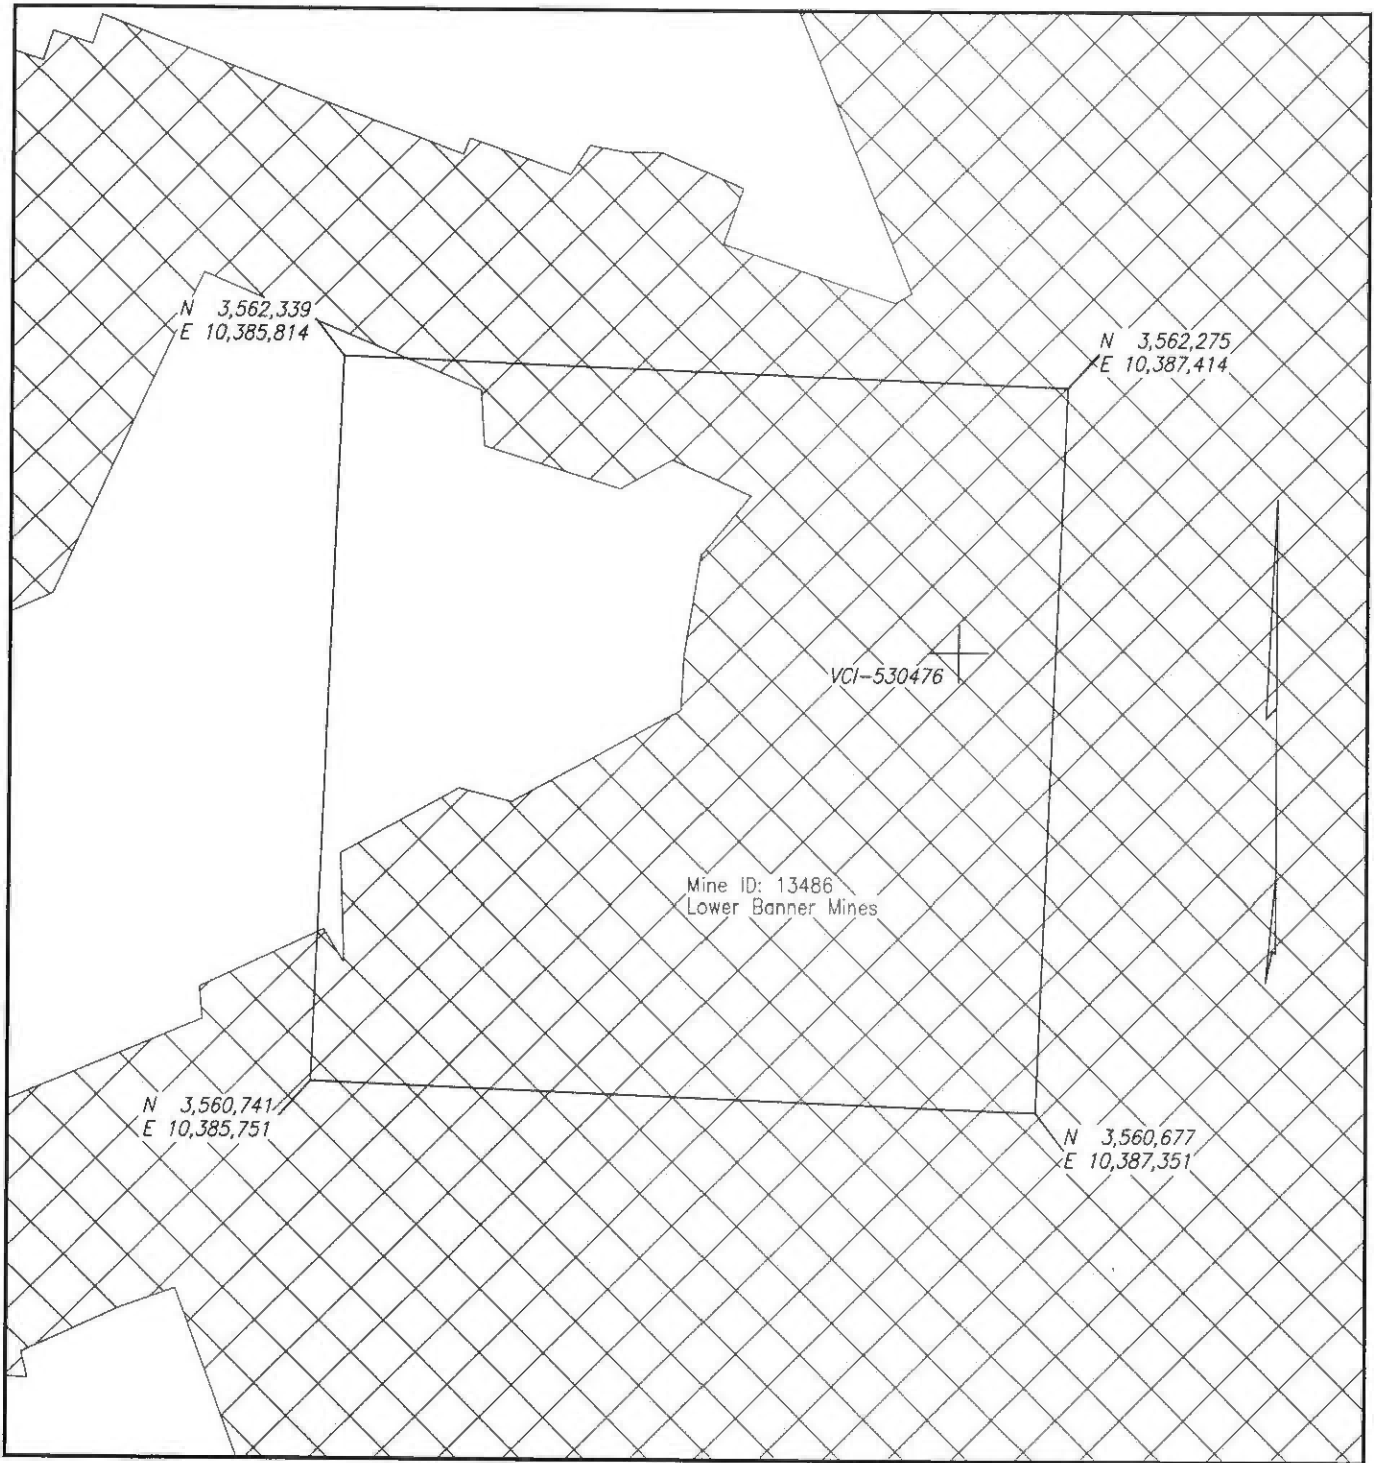 N 3,562,339
E 10,385,814
N 3,562,275
E 10,387,414
VCI-530476
Mine ID: 13486
Lower Banner Mines
N 3,560,741
E 10,385,751
N 3,560,677
E 10,387,351